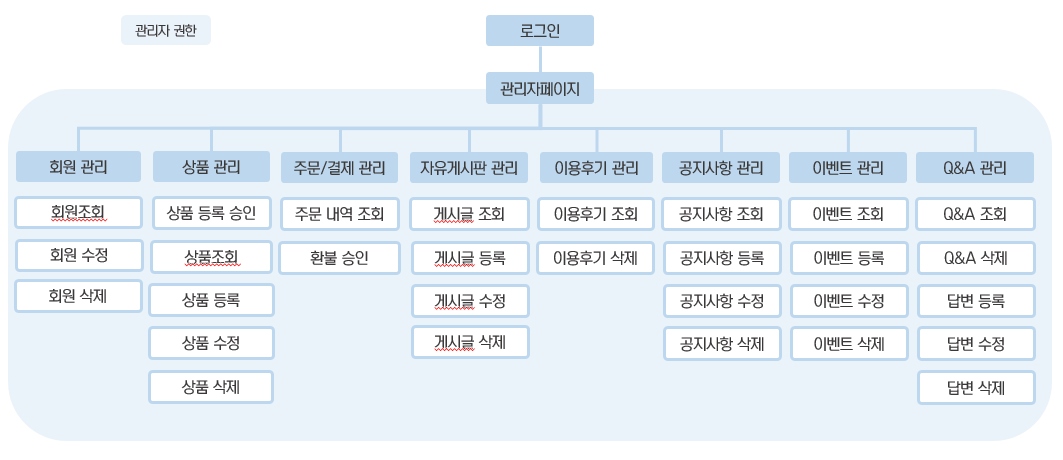 관리자 권한
로그인
관리자페이지
회원 관리
상품 관리
주문/결제 관리
자유게시판 관리
이용후기 관리
공지사항 관리
이벤트 관리
Q&A 관리
회원조회
상품 등록 승인
주문 내역 조회
게시글 조회
이용후기 조회
공지사항 조회
이벤트 조회
Q&A 조회
회원 수정
상품조회
환불 승인
게시글 등록
이용후기 삭제
공지사항 등록
이벤트 등록
Q&A 삭제
회원 삭제
상품 등록
게시글 수정
공지사항 수정
이벤트 수정
답변 등록
상품 수정
게시글 삭제
공지사항 삭제
이벤트 삭제
답변 수정
상품 삭제
답변 삭제